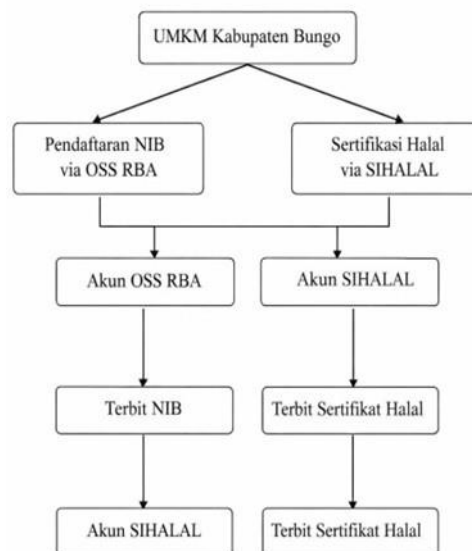 UMKM Kabupaten Bungo
Pendaftaran NIB
via OSS RBA
Sertifikasi Halal
via SIHALAL
Akun OSS RBA
Akun SIHALAL
Terbit NIB
Terbit Sertifikat Halal
Akun SIHALAL
Terbit Sertifikat Halal